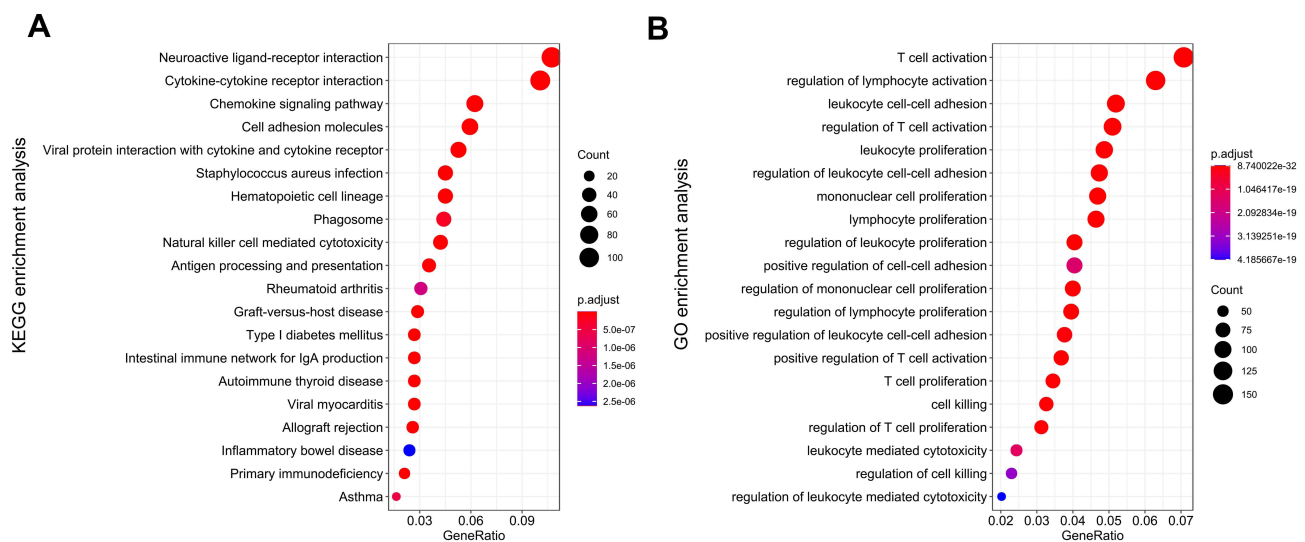 A
KEGG enrichment analysis
Neuroactive ligand-receptor interaction
Cytokine-cytokine receptor interaction
Chemokine signaling pathway
Cell adhesion molecules
Viral protein interaction with cytokine and cytokine receptor
Staphylococcus aureus infection
Hematopoietic cell lineage
Phagosome
Natural killer cell mediated cytotoxicity
Antigen processing and presentation
Rheumatoid arthritis
Graft-versus-host disease
Type I diabetes mellitus
Intestinal immune network for IgA production
Autoimmune thyroid disease
Viral myocarditis
Allograft rejection
Inflammatory bowel disease
Primary immunodeficiency
Asthma
0.03 0.06 0.09
GeneRatio
Count
20
40
60
80
100
p.adjust
5.0e-07
1.0e-06
1.5e-06
2.0e-06
2.5e-06
B
GO enrichment analysis
T cell activation
regulation of lymphocyte activation
leukocyte cell-cell adhesion
regulation of T cell activation
leukocyte proliferation
regulation of leukocyte cell-cell adhesion
mononuclear cell proliferation
lymphocyte proliferation
regulation of leukocyte proliferation
positive regulation of cell-cell adhesion
regulation of mononuclear cell proliferation
regulation of lymphocyte proliferation
positive regulation of leukocyte cell-cell adhesion
positive regulation of T cell activation
T cell proliferation
cell killing
regulation of T cell proliferation
leukocyte mediated cytotoxicity
regulation of cell killing
regulation of leukocyte mediated cytotoxicity
0.02 0.03 0.04 0.05 0.06 0.07
GeneRatio
p.adjust
8.740022e-32
1.046417e-19
2.092834e-19
3.139251e-19
4.185667e-19
Count
50
75
100
125
150